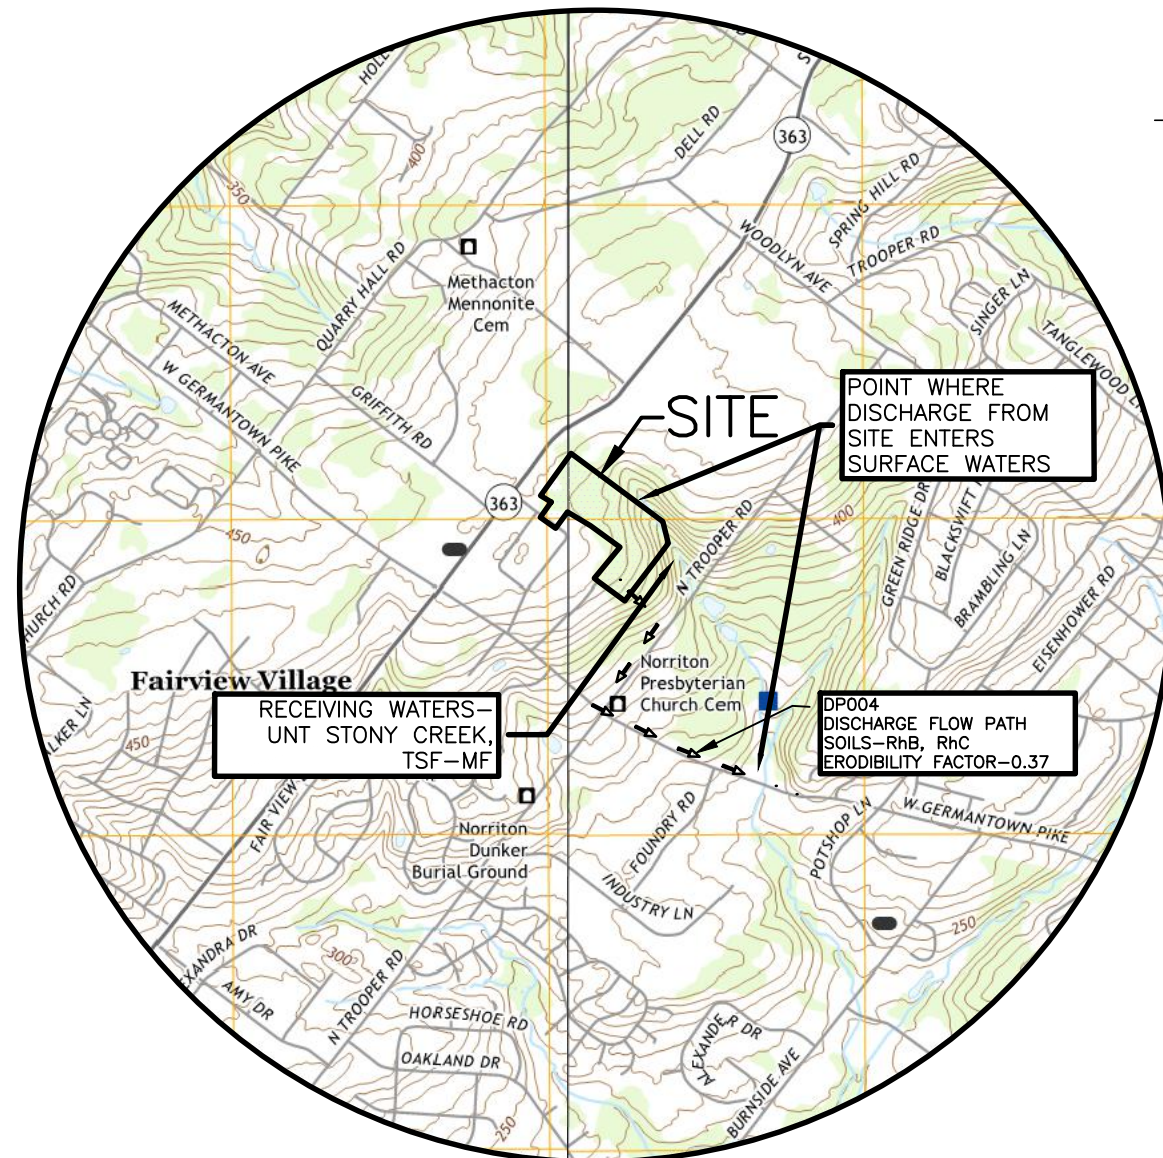 363
DELL RD
400
350
SPRING HILL RD
WOODLYN AVE
TROOPER RD
QUARRY HALL RD
Methacton
Mennonite
Cem
SINGER LN
METHACTON AVE
W GERMANTOWN PIKE
GRIFFITH RD
SITE
POINT WHERE
DISCHARGE FROM
SITE ENTERS
SURFACE WATERS
363
450
N TROOPER RD
400
GREEN RIDGE DR
BRAMBLING LN
EISENHOWER RD
Fairview Village
Norriton
Presbyterian
Church Cem
RECEIVING WATERS-
UNT STONY CREEK,
TSF-MF
DP004
DISCHARGE FLOW PATH
SOILS-RhB, RhC
ERODIBILITY FACTOR-0.37
450
Norriton
Dunker
Burial Ground
FOUNDRY RD
POTSHOP LN
W GERMANTOWN PIKE
INDUSTRY LN
250
300
AMY DR
N TROOPER RD
HORSESHOE RD
OAKLAND DR
ALEXANDER DR
BURNSIDE AVE
250